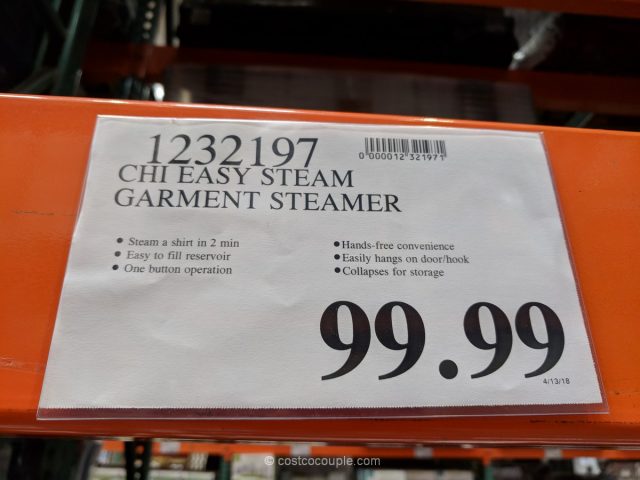 1232197
0 000012 321971
CHI EASY STEAM
GARMENT STEAMER
• Steam a shirt in 2 min
• Easy to fill reservoir
• One button operation
• Hands-free convenience
• Easily hangs on door/hook
• Collapses for storage
99.99
4/13/18
© costcocouple.com